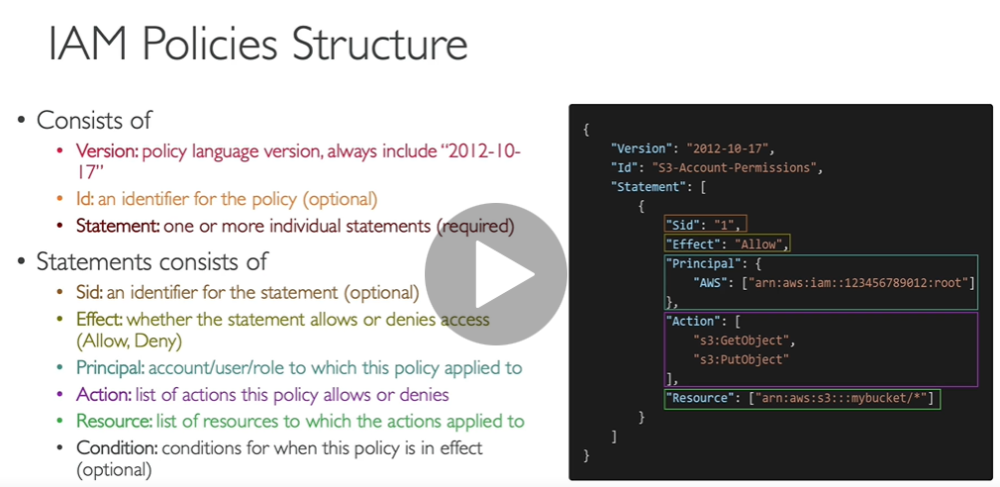 IAM Policies Structure
• Consists of
• Version: policy language version, always include “2012-10-
17”
• Id: an identifier for the policy (optional)
• Statement: one or more individual statements (required)
• Statements consists of
• Sid: an identifier for the statement (optional)
• Effect: whether the statement allows or denies access
(Allow, Deny)
• Principal: account/user/role to which this policy applied to
• Action: list of actions this policy allows or denies
• Resource: list of resources to which the actions applied to
• Condition: conditions for when this policy is in effect
(optional)
{
"Version": "2012-10-17",
"Id": "S3-Account-Permissions",
"Statement": [
{
"Sid": "1",
"Effect": "Allow",
"Principal": {
"AWS": ["arn:aws:iam::123456789012:root"]
},
"Action": [
"s3:GetObject",
"s3:PutObject"
],
"Resource": ["arn:aws:s3:::mybucket/*"]
}
]
}